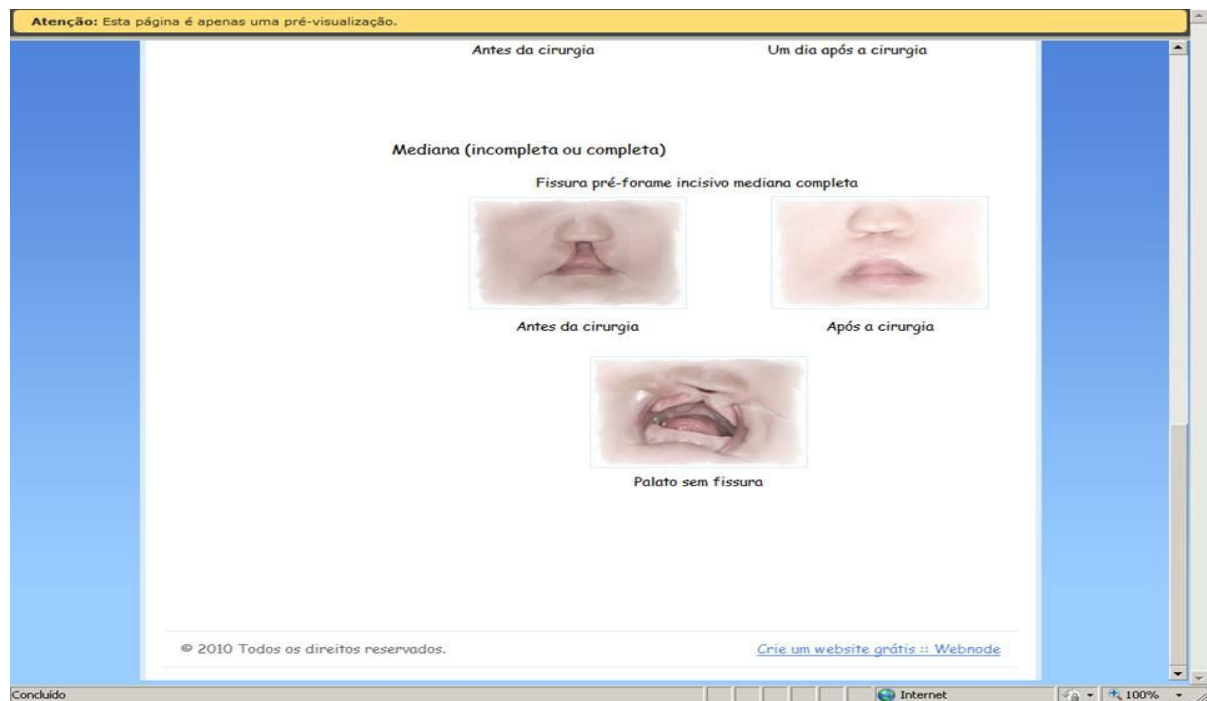 Atenção: Esta página é apenas uma pré-visualização.
Antes da cirurgia Um dia após a cirurgia
Mediana (incompleta ou completa)
Fissura pré-forame incisivo mediana completa
Antes da cirurgia Após a cirurgia
Palato sem fissura
© 2010 Todos os direitos reservados. Crie um website grátis :: Webnode
Concluído Internet 100%